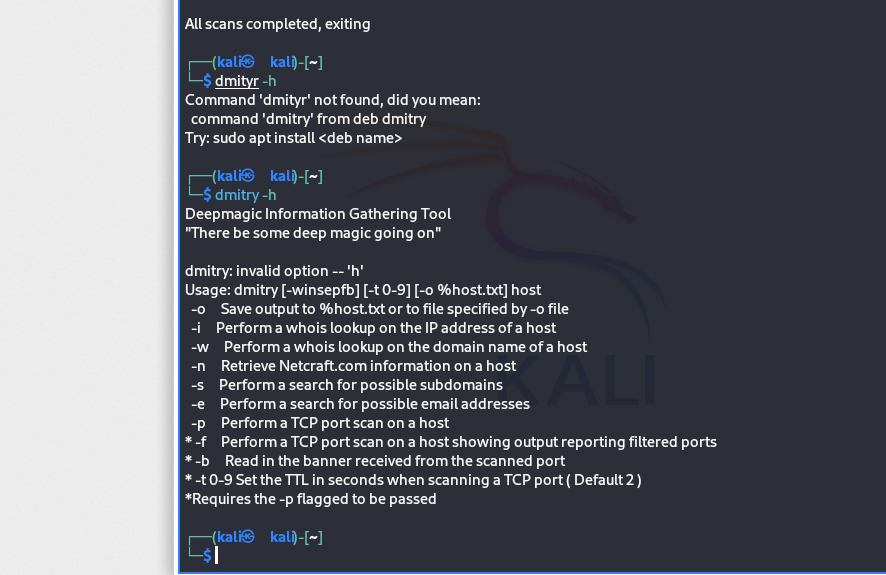 All scans completed, exiting
┌──(kali㉿ kali)-[~]
└─$ dmityr -h
Command 'dmityr' not found, did you mean:
command 'dmitry' from deb dmitry
Try: sudo apt install <deb name>
┌──(kali㉿ kali)-[~]
└─$ dmitry -h
Deepmagic Information Gathering Tool
"There be some deep magic going on"
dmitry: invalid option -- 'h'
Usage: dmitry [-winsepfb] [-t 0-9] [-o %host.txt] host
-o Save output to %host.txt or to file specified by -o file
-i Perform a whois lookup on the IP address of a host
-w Perform a whois lookup on the domain name of a host
-n Retrieve Netcraft.com information on a host
-s Perform a search for possible subdomains
-e Perform a search for possible email addresses
-p Perform a TCP port scan on a host
* -f Perform a TCP port scan on a host showing output reporting filtered ports
* -b Read in the banner received from the scanned port
* -t 0-9 Set the TTL in seconds when scanning a TCP port ( Default 2 )
*Requires the -p flagged to be passed
┌──(kali㉿ kali)-[~]
└─$
KALI